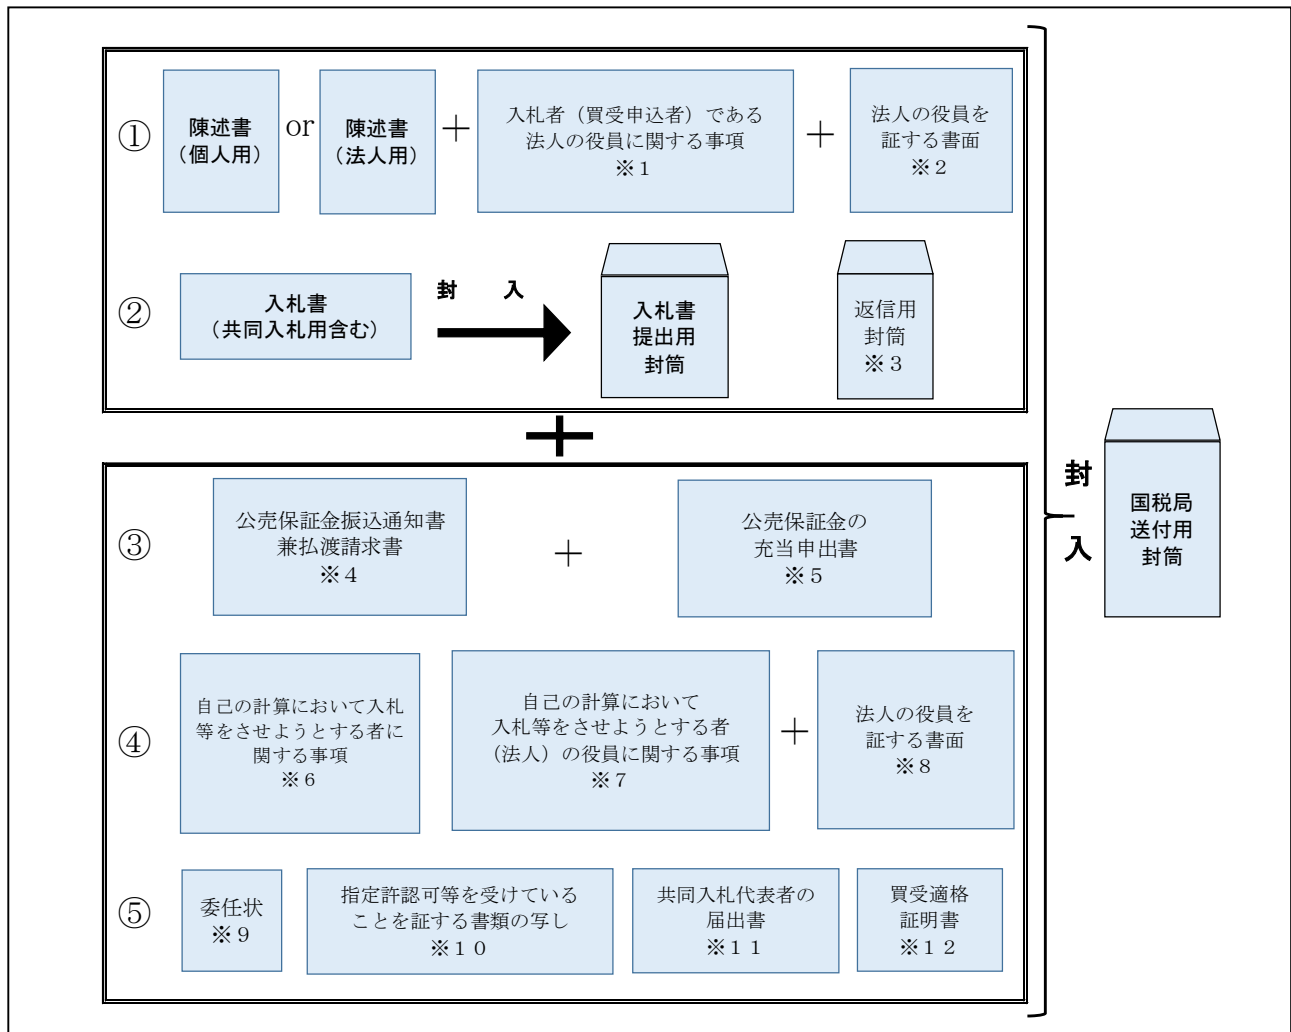 ①
陳述書
（個人用）
or
陳述書
（法人用）
＋
入札者（買受申込者）である
法人の役員に関する事項
※１
＋
法人の役員を
証する書面
※２
②
入札書
（共同入札用含む）
封　入
入札書
提出用
封筒
返信用
封筒
※３
＋
③
公売保証金振込通知書
兼払渡請求書
※４
＋
公売保証金の
充当申出書
※５
④
自己の計算において入札
等をさせようとする者に
関する事項
※６
自己の計算において
入札等をさせようとする者
（法人）の役員に関する事項
※７
＋
法人の役員を
証する書面
※８
⑤
委任状
※９
指定許認可等を受けている
ことを証する書類の写し
※１０
共同入札代表者の
届出書
※１１
買受適格
証明書
※１２
封
入
国税局
送付用
封筒